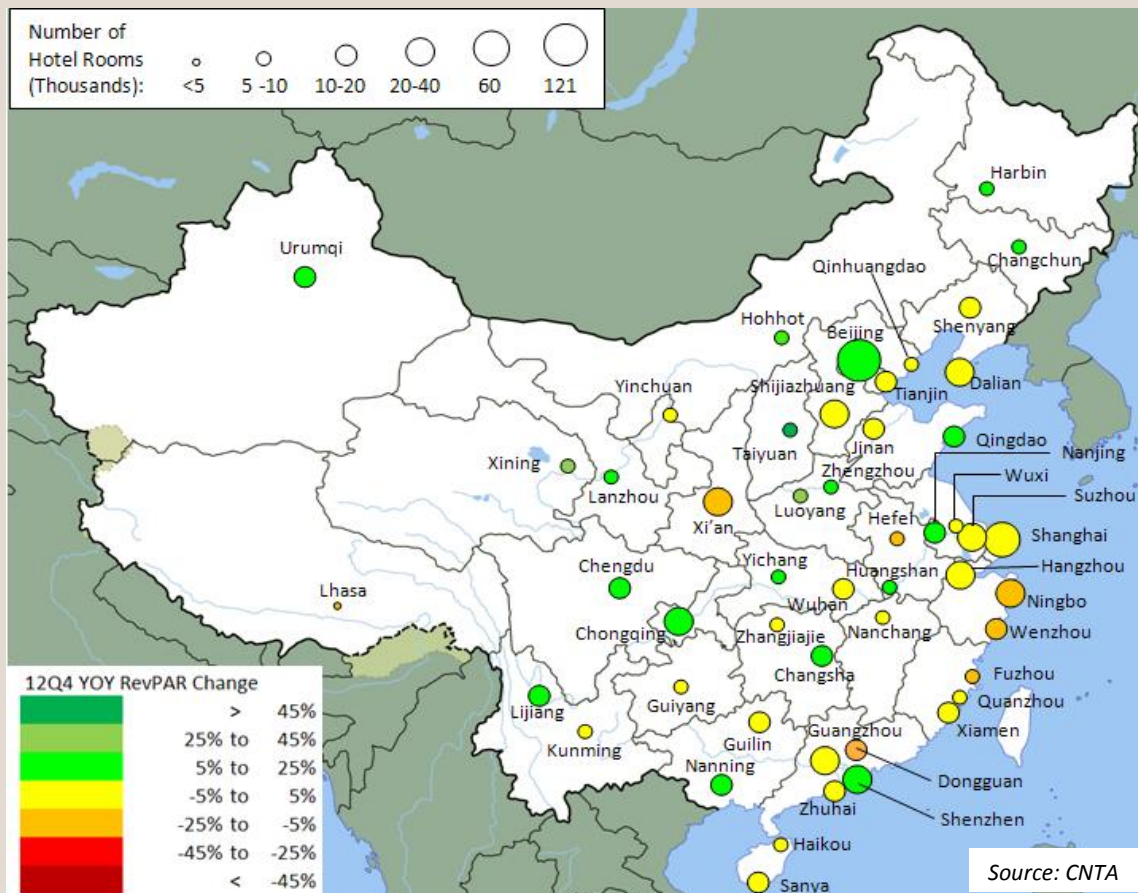 Number of
Hotel Rooms
(Thousands): <5 5 -10 10-20 20-40 60 121
Harbin
Urumqi
Changchun
Qinhuangdao
Hohhot
Beijing
Shenyang
Yinchuan
Shijiazhuang
Tianjin
Dalian
Taiyuan
Jinan
Qingdao
Nanjing
Xining
Lanzhou
Zhengzhou
Wuxi
Luoyang
Suzhou
Xi'an
Hefei
Shanghai
Chengdu
Yichang
Huangshan
Hangzhou
Lhasa
Wuhan
Ningbo
Chongqing
Zhangjiajie
Nanchang
Wenzhou
Changsha
Fuzhou
Guiyang
Quanzhou
Lijiang
Xiamen
Kunming
Guilin
Guangzhou
Nanning
Dongguan
Zhuhai
Shenzhen
Haikou
Sanya
12Q4 YOY RevPAR Change
> 45%
25% to 45%
5% to 25%
-5% to 5%
-25% to -5%
-45% to -25%
< -45%
Source: CNTA